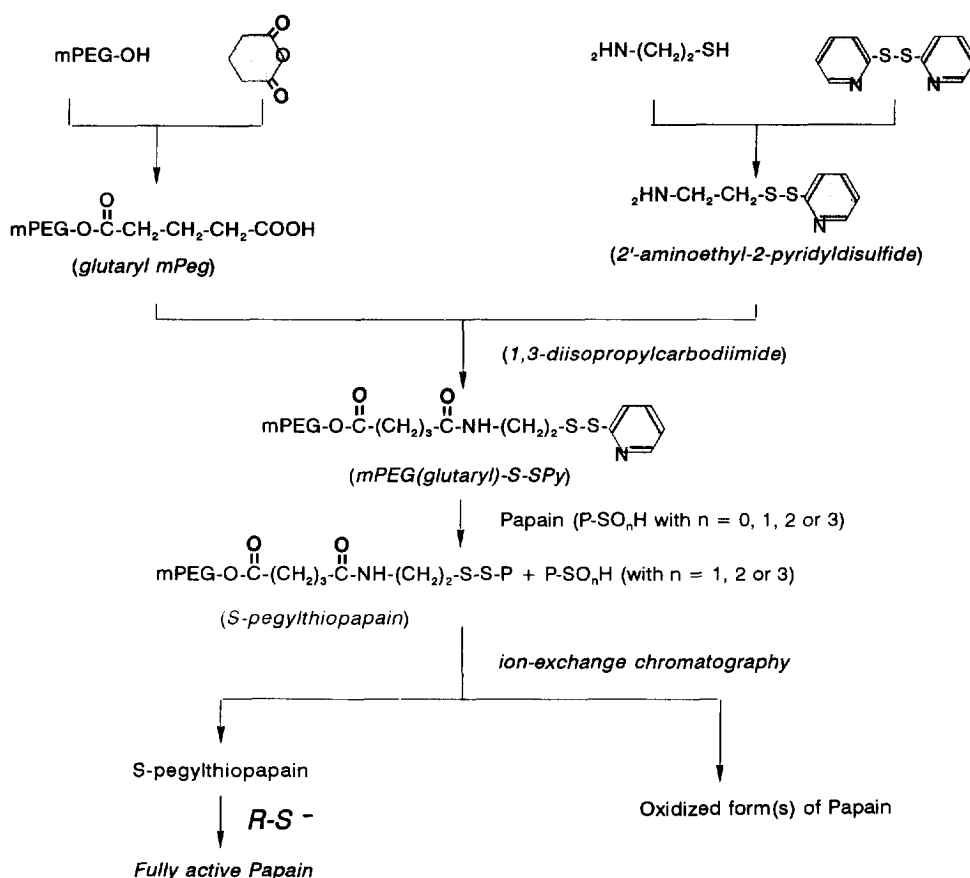 mPEG-OH
O
O
O
₂HN-(CH₂)₂-SH
-S-S-
N N
O
mPEG-O-C-CH₂-CH₂-CH₂-COOH
(glutaryl mPeg)
₂HN-CH₂-CH₂-S-S-
N
(2'-aminoethyl-2-pyridyldisulfide)
(1,3-diisopropylcarbodiimide)
O O
mPEG-O-C-(CH₂)₃-C-NH-(CH₂)₂-S-S-
N
(mPEG(glutaryl)-S-SPy)
Papain (P-SOₙH with n = 0, 1, 2 or 3)
O O
mPEG-O-C-(CH₂)₃-C-NH-(CH₂)₂-S-S-P + P-SOₙH (with n = 1, 2 or 3)
(S-pegylthiopapain)
ion-exchange chromatography
S-pegylthiopapain
Oxidized form(s) of Papain
R-S ⁻
Fully active Papain